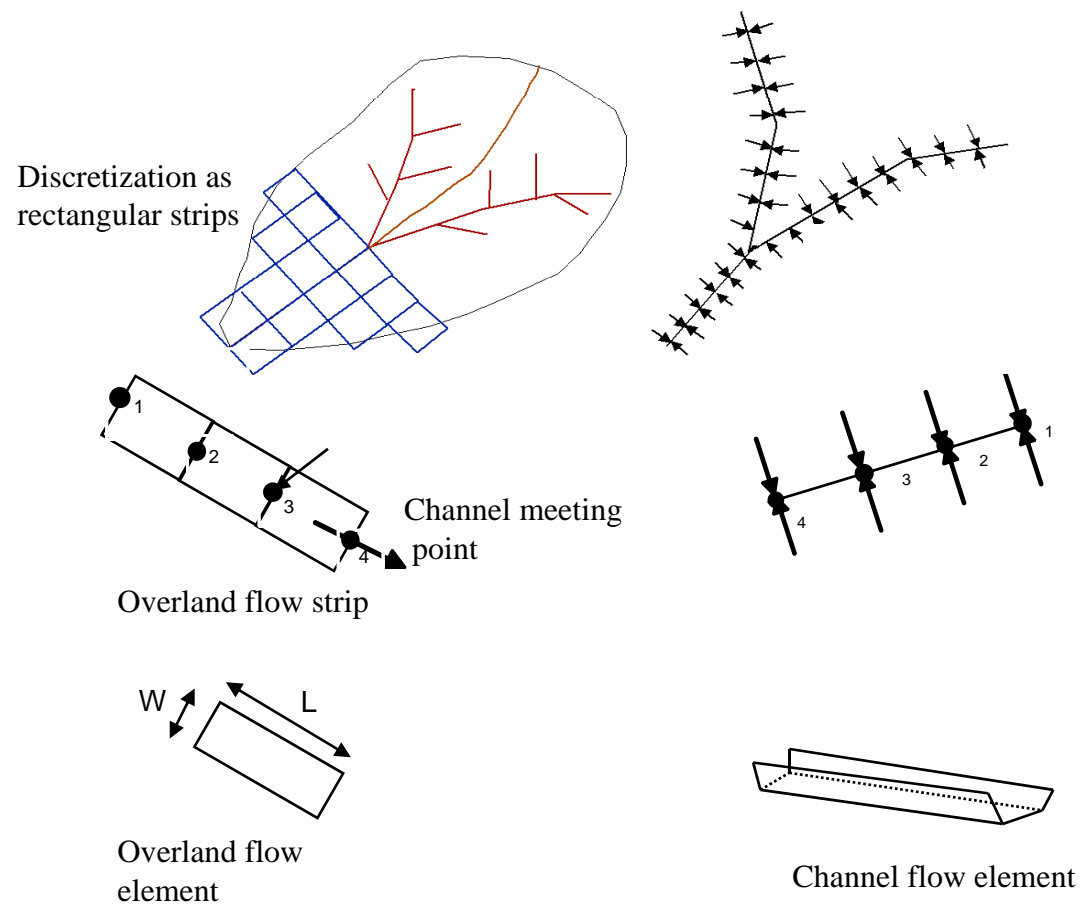 Discretization as
rectangular strips
1
2
3
4
Channel meeting
point
Overland flow strip
1
2
3
4
W
L
Overland flow
element
Channel flow element